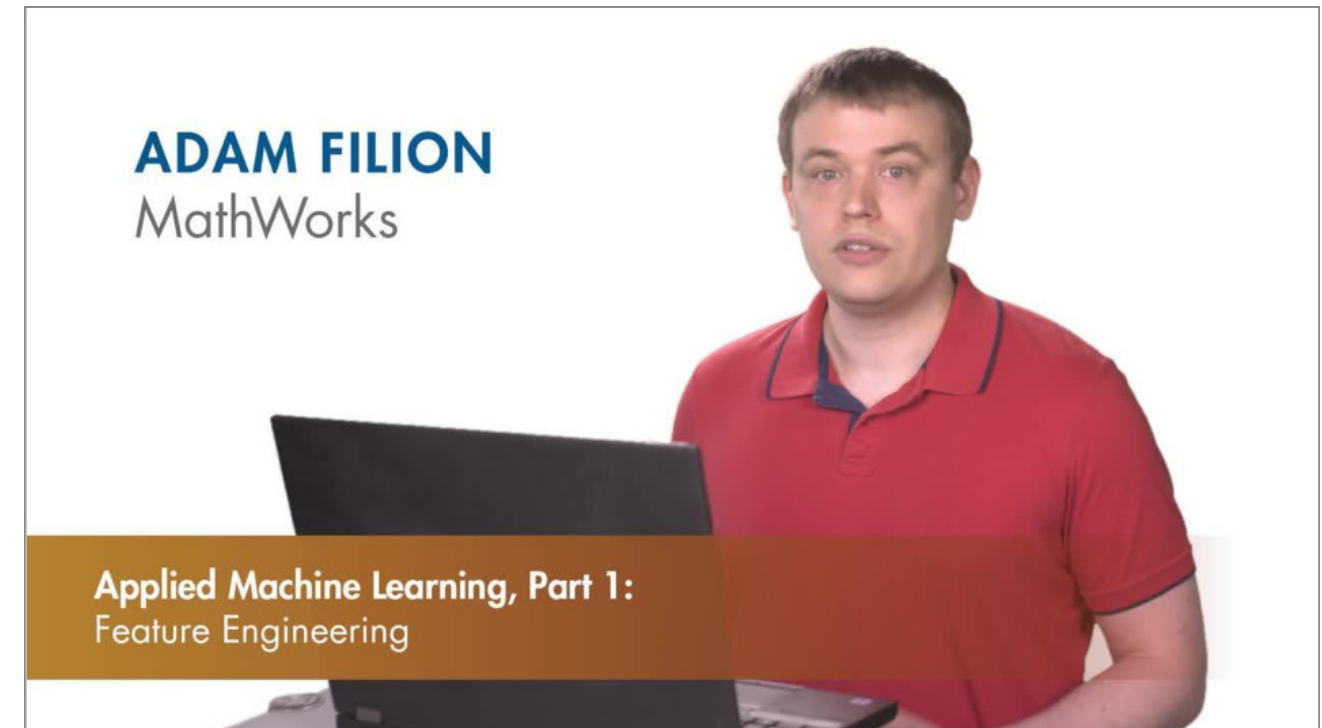 ADAM FILION
MathWorks
Applied Machine Learning, Part 1:
Feature Engineering